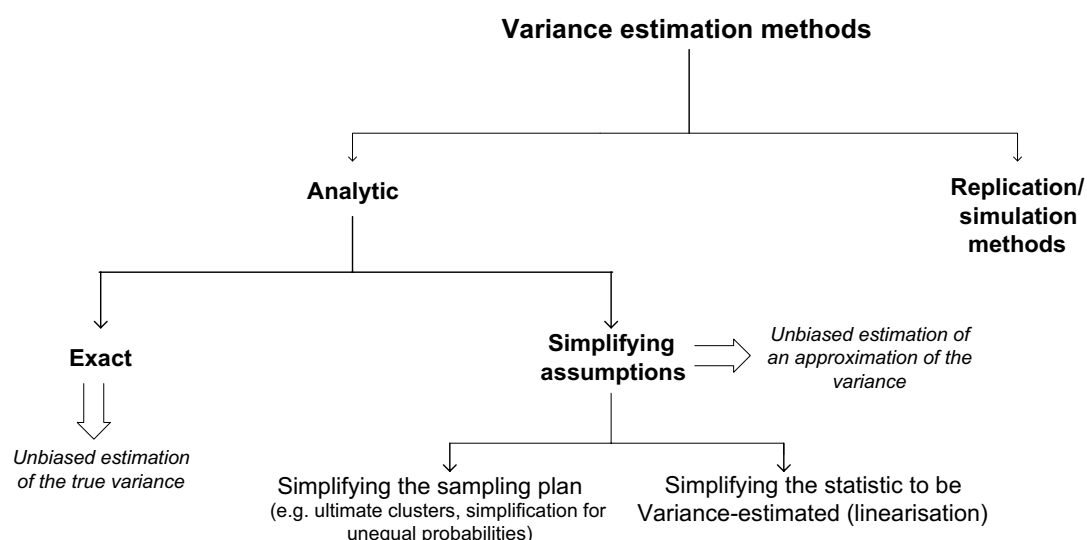 Variance estimation methods
Analytic
Replication/
simulation
methods
Exact
Simplifying
assumptions
Unbiased estimation of
an approximation of the
variance
Unbiased estimation
of the true variance
Simplifying the sampling plan
(e.g. ultimate clusters, simplification for
unequal probabilities)
Simplifying the statistic to be
Variance-estimated (linearisation)